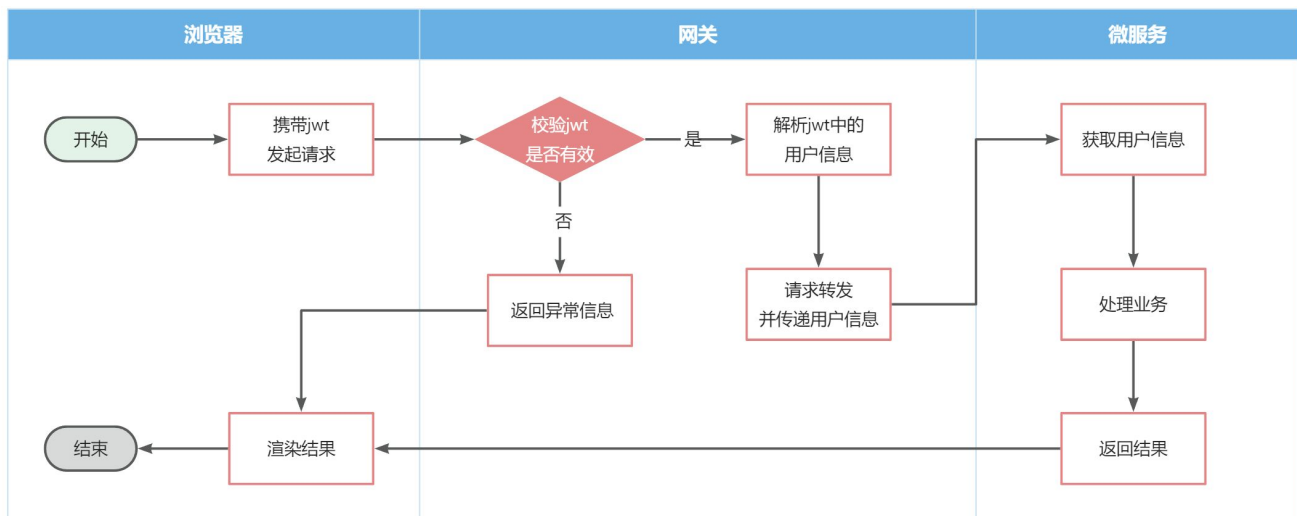 浏览器
网关
微服务
开始
携带jwt
发起请求
校验jwt
是否有效
是
解析jwt中的
用户信息
获取用户信息
否
返回异常信息
请求转发
并传递用户信息
处理业务
结束
渲染结果
返回结果